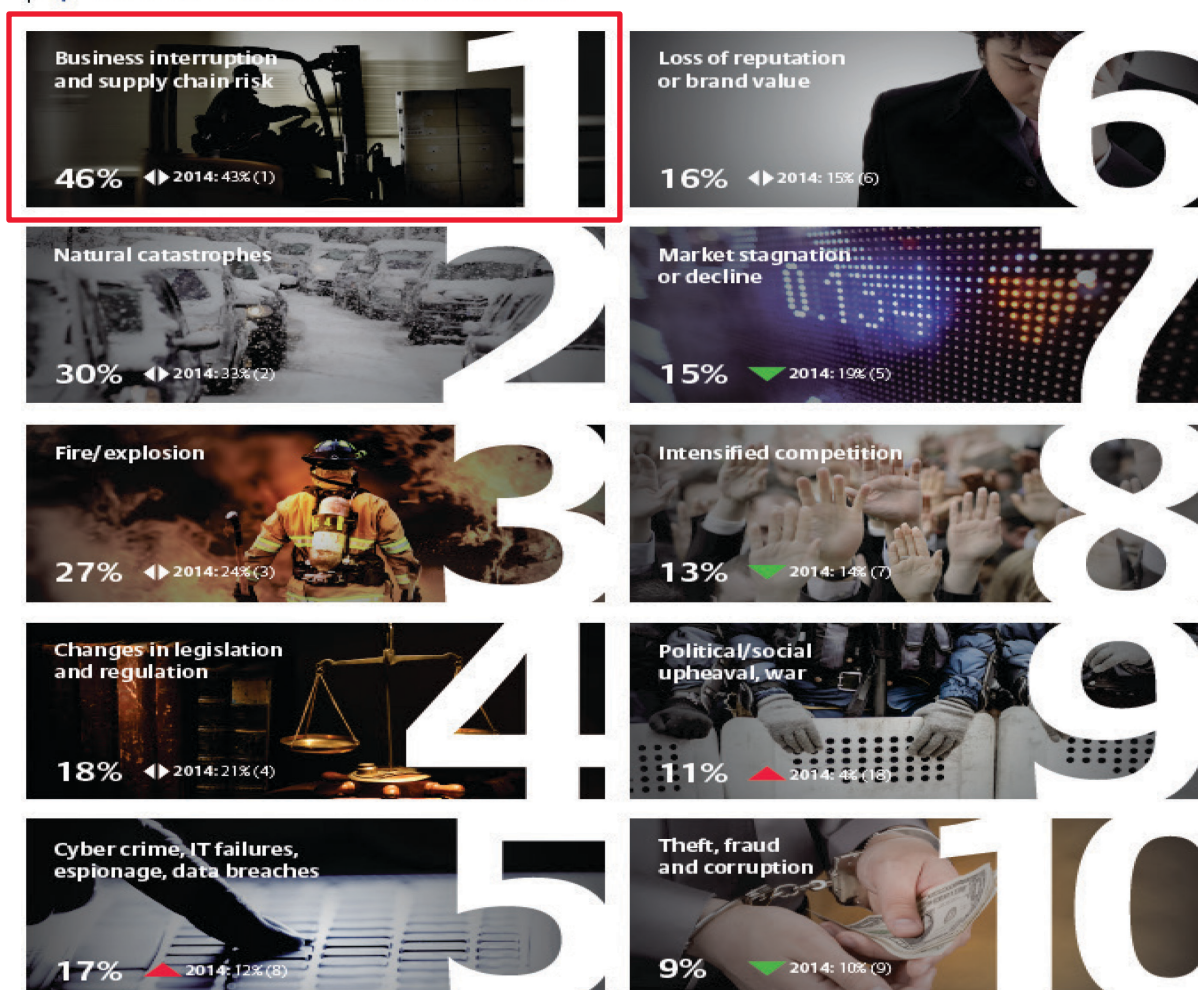 Business interruption
and supply chain risk
46% 2014: 43% (1)
1
Natural catastrophes
30% 2014: 33% (2)
2
Fire/explosion
27% 2014: 24% (3)
3
Changes in legislation
and regulation
18% 2014: 21% (4)
4
Cyber crime, IT failures,
espionage, data breaches
17% 2014: 12% (8)
5
Loss of reputation
or brand value
16% 2014: 15% (6)
6
Market stagnation
or decline
0.134
15% 2014: 19% (5)
7
Intensified competition
13% 2014: 14% (7)
8
Political/social
upheaval, war
11% 2014: 4% (18)
9
Theft, fraud
and corruption
9% 2014: 10% (9)
10